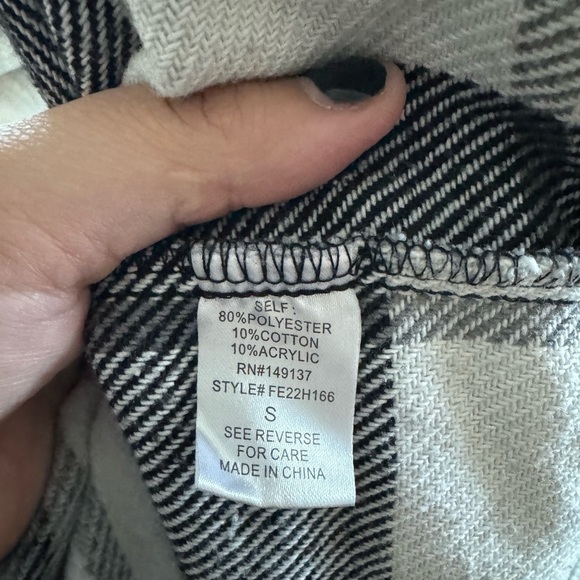 SELF:
80%POLYESTER
10%COTTON
10%ACRYLIC
RN#149137
STYLE# FE22H166
S
SEE REVERSE
FOR CARE
MADE IN CHINA